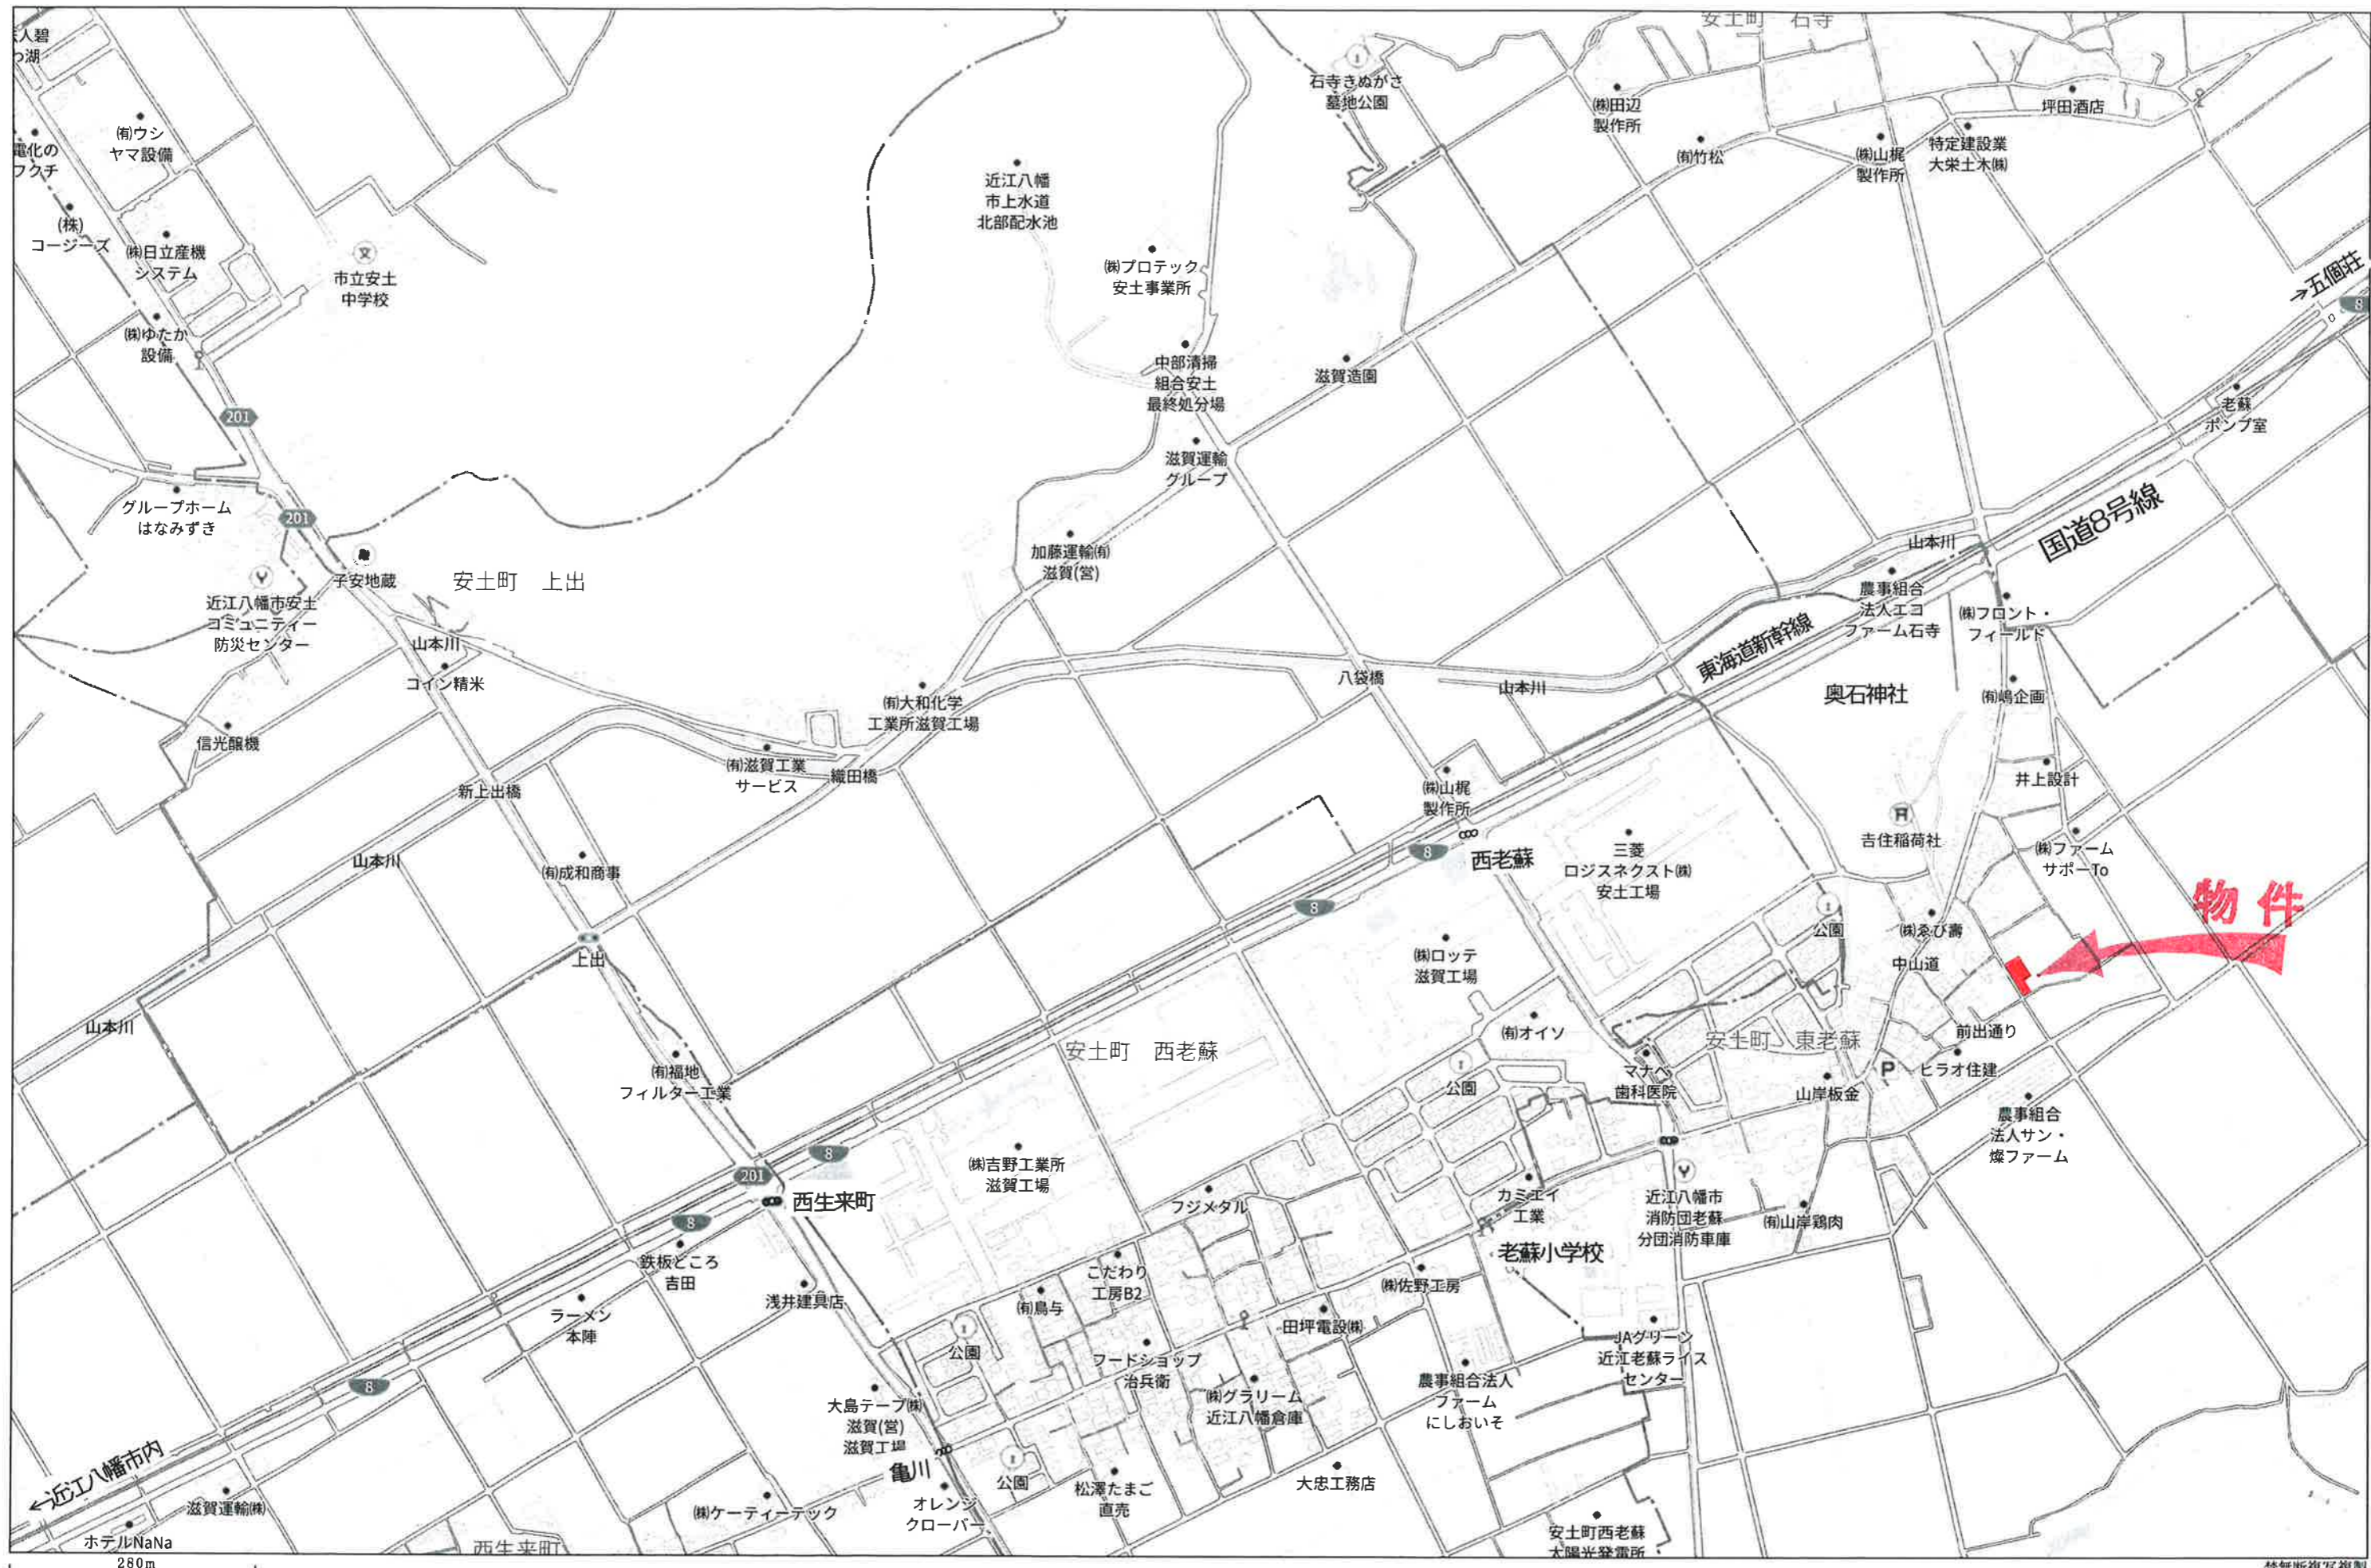 安土町 石寺
石寺きぬがさ
墓地公園
㈱田辺
製作所
坪田酒店
㈲竹松
㈱山梶
製作所
特定建設業
大栄土木㈱
㈲ウシ
ヤマ設備
電化の
フクチ
(株)
コージーズ
㈱日立産機
システム
市立安土
中学校
近江八幡
市上水道
北部配水池
㈱プロテック
安土事業所
→五個荘
8
㈱ゆたか
設備
中部清掃
組合安土
最終処分場
滋賀造園
老蘇
ポンプ室
201
滋賀運輸
グループ
国道8号線
グループホーム
はなみずき
201
加藤運輸㈲
滋賀(営)
山本川
子安地蔵
安土町 上出
農事組合
法人エコ
ファーム石寺
㈱フロント・
フィールド
近江八幡市安土
コミュニティー
防災センター
山本川
東海道新幹線
コイン精米
八袋橋
山本川
奥石神社
㈲嶋企画
㈲大和化学
工業所滋賀工場
信光醸機
㈲滋賀工業
サービス
織田橋
新上出橋
㈱山梶
製作所
井上設計
吉住稲荷社
山本川
㈲成和商事
8
西老蘇
三菱
ロジスネクスト㈱
安土工場
㈱ファーム
サポーTo
物件
8
公園
㈱ゑび壽
上出
㈱ロッテ
滋賀工場
中山道
山本川
㈲オイソ
前出通り
安土町 西老蘇
安土町 東老蘇
㈲福地
フィルター工業
公園
マナベ
歯科医院
P
ヒラオ住建
山岸板金
農事組合
法人サン・
燦ファーム
8
201
㈱吉野工業所
滋賀工場
西生来町
フジメタル
カミエイ
工業
近江八幡市
消防団老蘇
分団消防車庫
㈲山岸鶏肉
8
鉄板どころ
吉田
こだわり
工房B2
老蘇小学校
㈱佐野工房
浅井建具店
㈲鳥与
ラーメン
本陣
田坪電設㈱
公園
フードショップ
治兵衛
JAグリーン
近江老蘇ライス
センター
8
大島テープ㈱
滋賀(営)
滋賀工場
㈱グラリーム
近江八幡倉庫
農事組合法人
ファーム
にしおいそ
←近江八幡市内
亀川
公園
松澤たまご
直売
大忠工務店
滋賀運輸㈱
㈱ケーティーテック
オレンジ
クローバー
ホテルNaNa
西生来町
安土町西老蘇
太陽光発電所
280m
禁無断複写複製